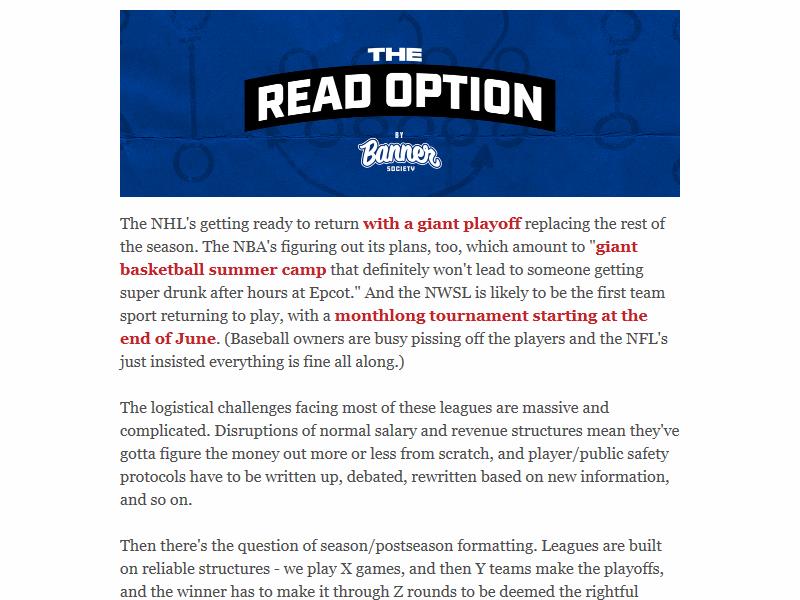 THE
READ OPTION
BY
Banner
SOCIETY
The NHL's getting ready to return with a giant playoff replacing the rest of
the season. The NBA's figuring out its plans, too, which amount to "giant
basketball summer camp that definitely won't lead to someone getting
super drunk after hours at Epcot." And the NWSL is likely to be the first team
sport returning to play, with a monthlong tournament starting at the
end of June. (Baseball owners are busy pissing off the players and the NFL's
just insisted everything is fine all along.)
The logistical challenges facing most of these leagues are massive and
complicated. Disruptions of normal salary and revenue structures mean they've
gotta figure the money out more or less from scratch, and player/public safety
protocols have to be written up, debated, rewritten based on new information,
and so on.
Then there's the question of season/postseason formatting. Leagues are built
on reliable structures - we play X games, and then Y teams make the playoffs,
and the winner has to make it through Z rounds to be deemed the rightful